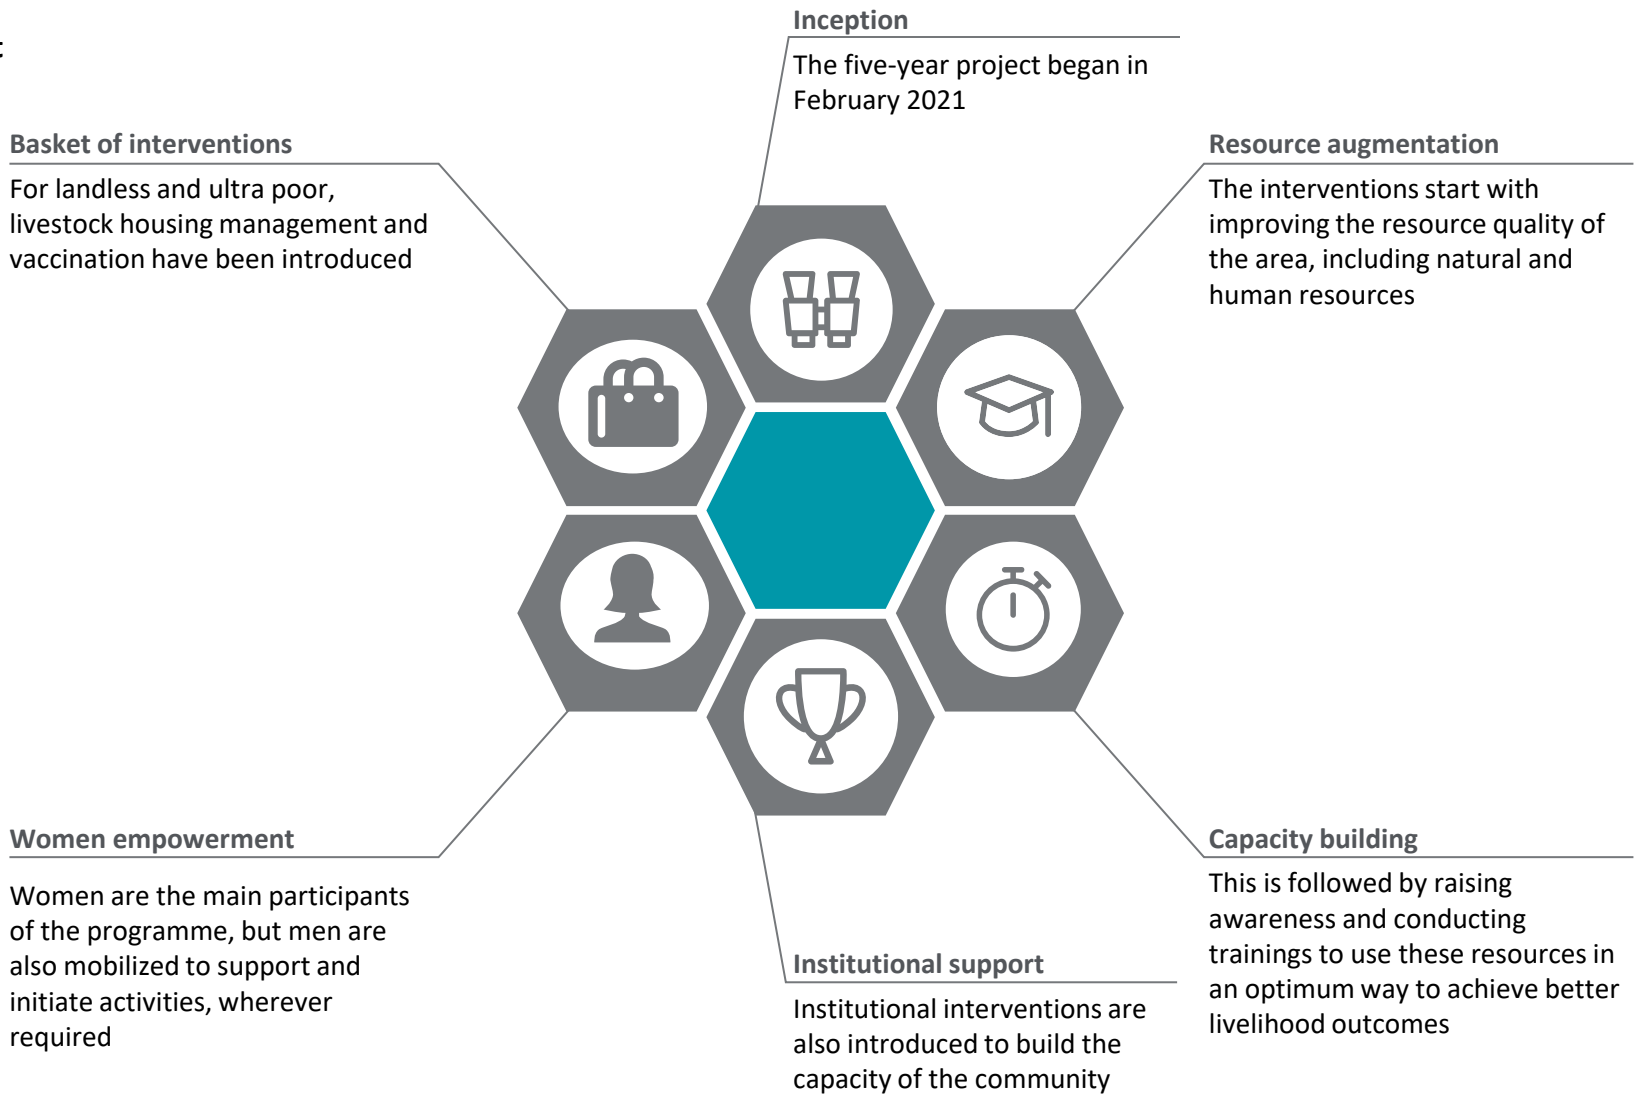 Inception
The five-year project began in
February 2021
Resource augmentation
The interventions start with
improving the resource quality of
the area, including natural and
human resources
Capacity building
This is followed by raising
awareness and conducting
trainings to use these resources in
an optimum way to achieve better
livelihood outcomes
Institutional support
Institutional interventions are
also introduced to build the
capacity of the community
Women empowerment
Women are the main participants
of the programme, but men are
also mobilized to support and
initiate activities, wherever
required
Basket of interventions
For landless and ultra poor,
livestock housing management and
vaccination have been introduced